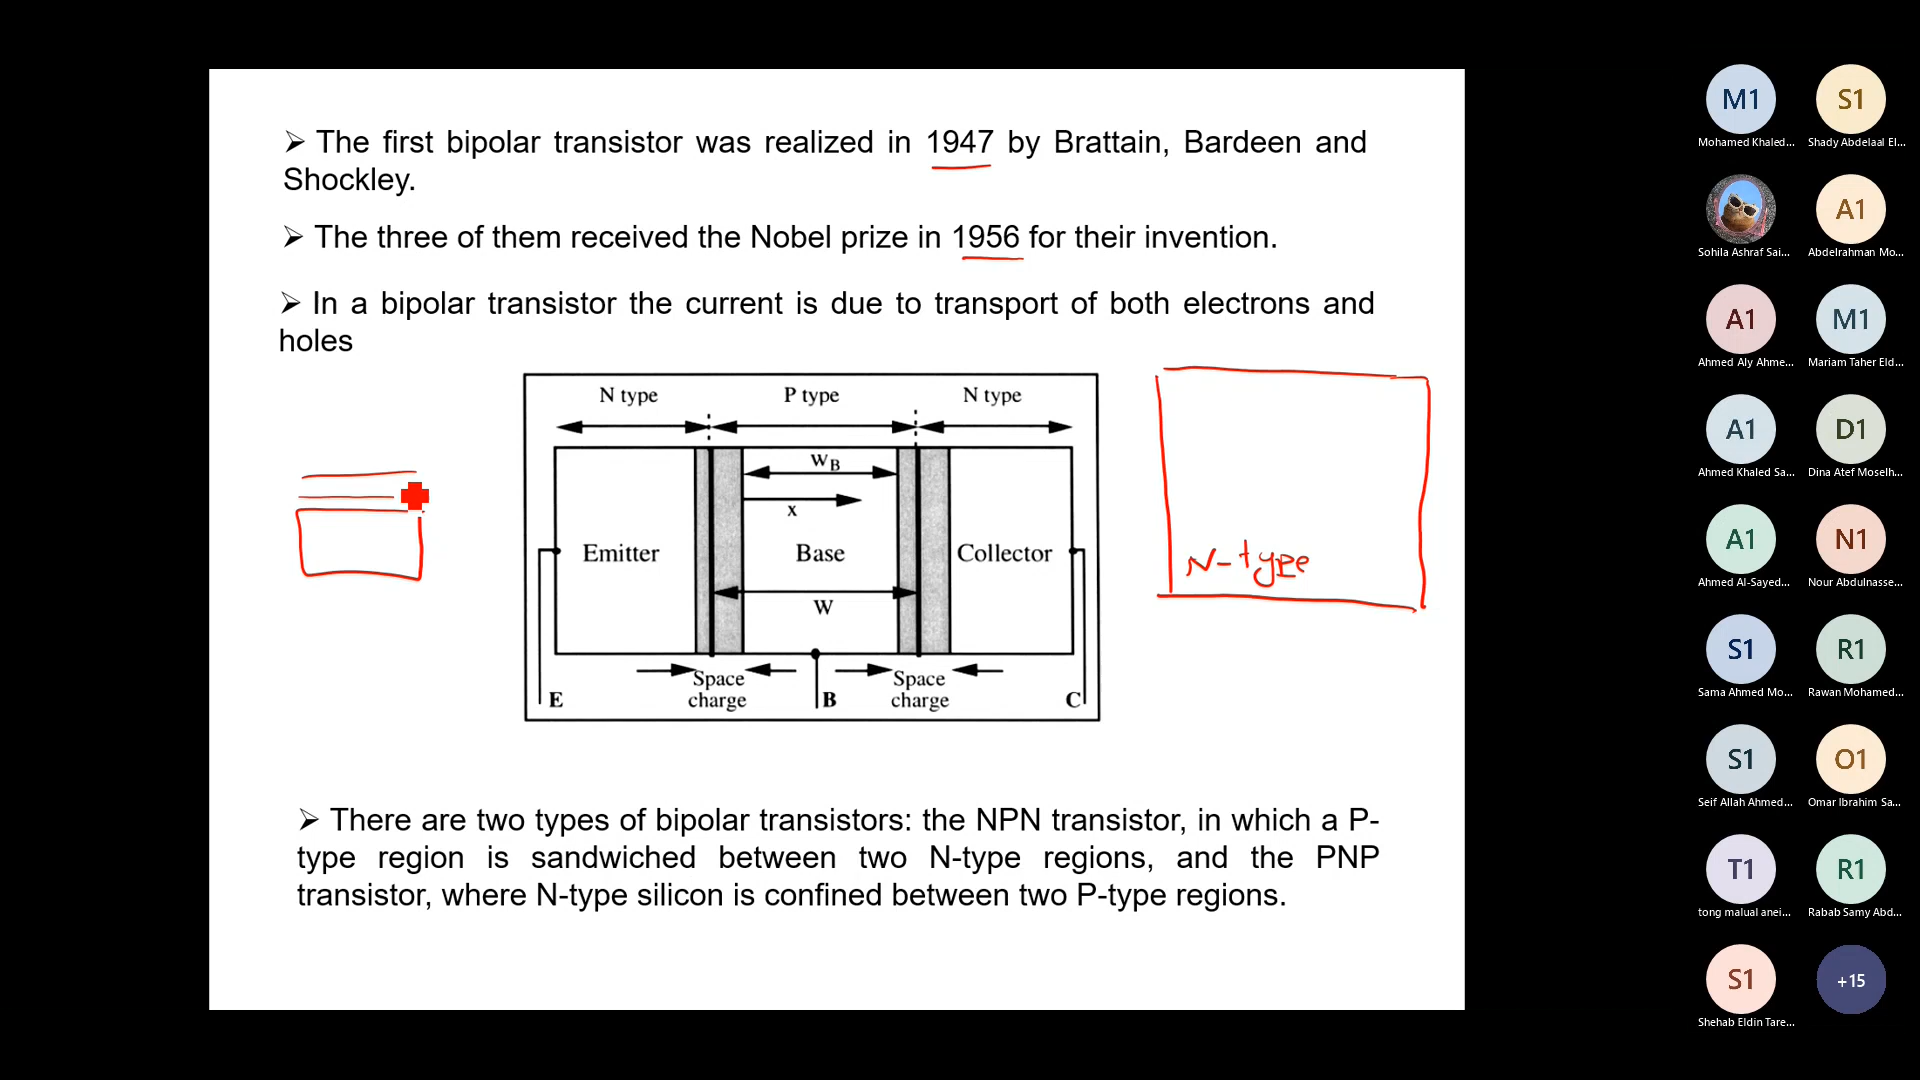 ➢ The first bipolar transistor was realized in 1947 by Brattain, Bardeen and
Shockley.
➢ The three of them received the Nobel prize in 1956 for their invention.
➢ In a bipolar transistor the current is due to transport of both electrons and
holes
N type P type N type
W_B
x
Emitter Base Collector
N-type
W
Space charge
Space charge
E B C
➢ There are two types of bipolar transistors: the NPN transistor, in which a P-
type region is sandwiched between two N-type regions, and the PNP
transistor, where N-type silicon is confined between two P-type regions.
M1 S1
Mohamed Khaled... Shady Abdelaal El...
A1
Sohila Ashraf Sai... Abdelrahman Mo...
A1 M1
Ahmed Aly Ahme... Mariam Taher Eld...
A1 D1
Ahmed Khaled Sa... Dina Atef Moselh...
A1 N1
Ahmed Al-Sayed... Nour Abdulnasse...
S1 R1
Sama Ahmed Mo... Rawan Mohamed...
S1 O1
Seif Allah Ahmed... Omar Ibrahim Sa...
T1 R1
tong malual anei... Rabab Samy Abd...
S1 +15
Shehab Eldin Tare...